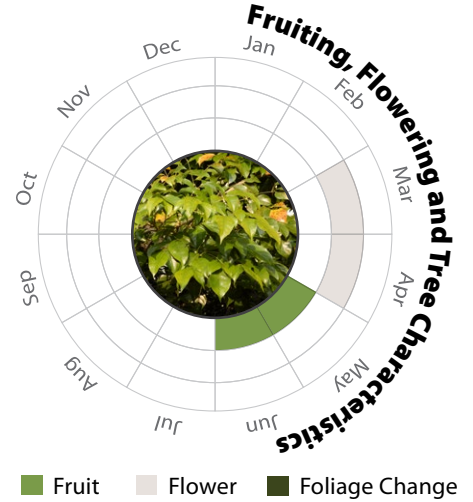 Fruiting, Flowering and Tree Characteristics
Jan
Feb
Mar
Apr
May
Jun
Jul
Aug
Sep
Oct
Nov
Dec
Fruit
Flower
Foliage Change